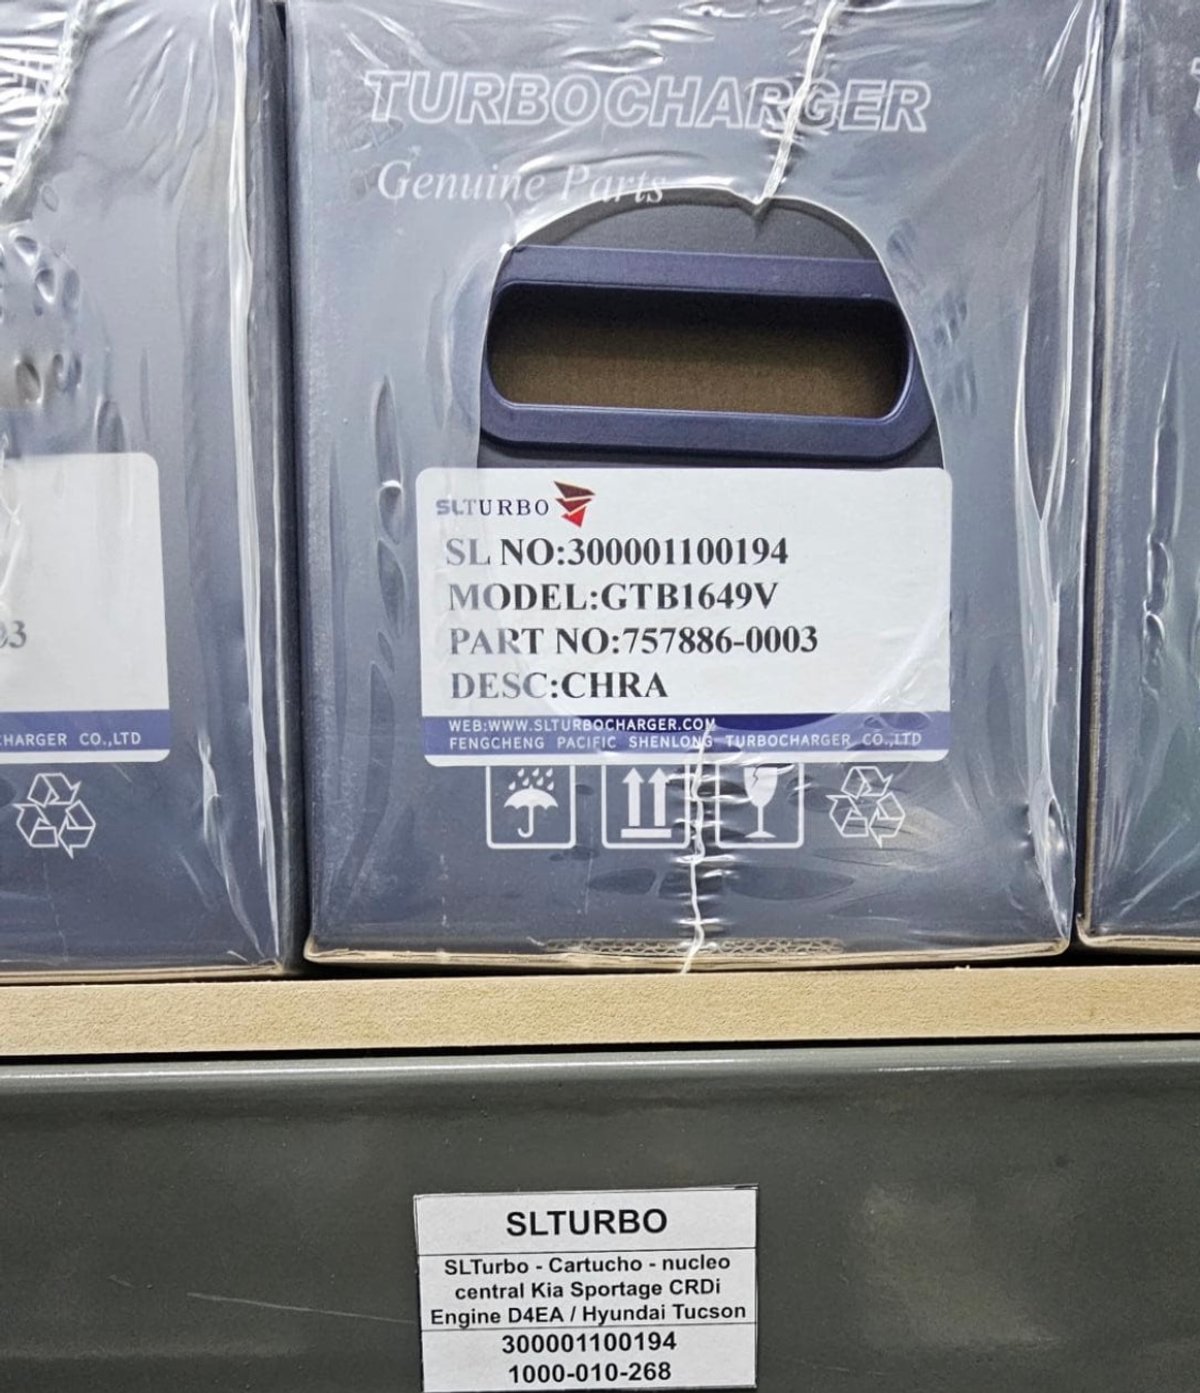 TURBOCHARGER
Genuine Parts
SLTURBO
SL NO:300001100194
MODEL:GTB1649V
PART NO:757886-0003
DESC:CHRA
WEB:WWW.SLTURBOCHARGER.COM
FENGCHENG PACIFIC SHENLONG TURBOCHARGER CO.,LTD
CO.,LTD
SLTURBO
SLTurbo - Cartucho - nucleo
central Kia Sportage CRDi
Engine D4EA / Hyundai Tucson
300001100194
1000-010-268